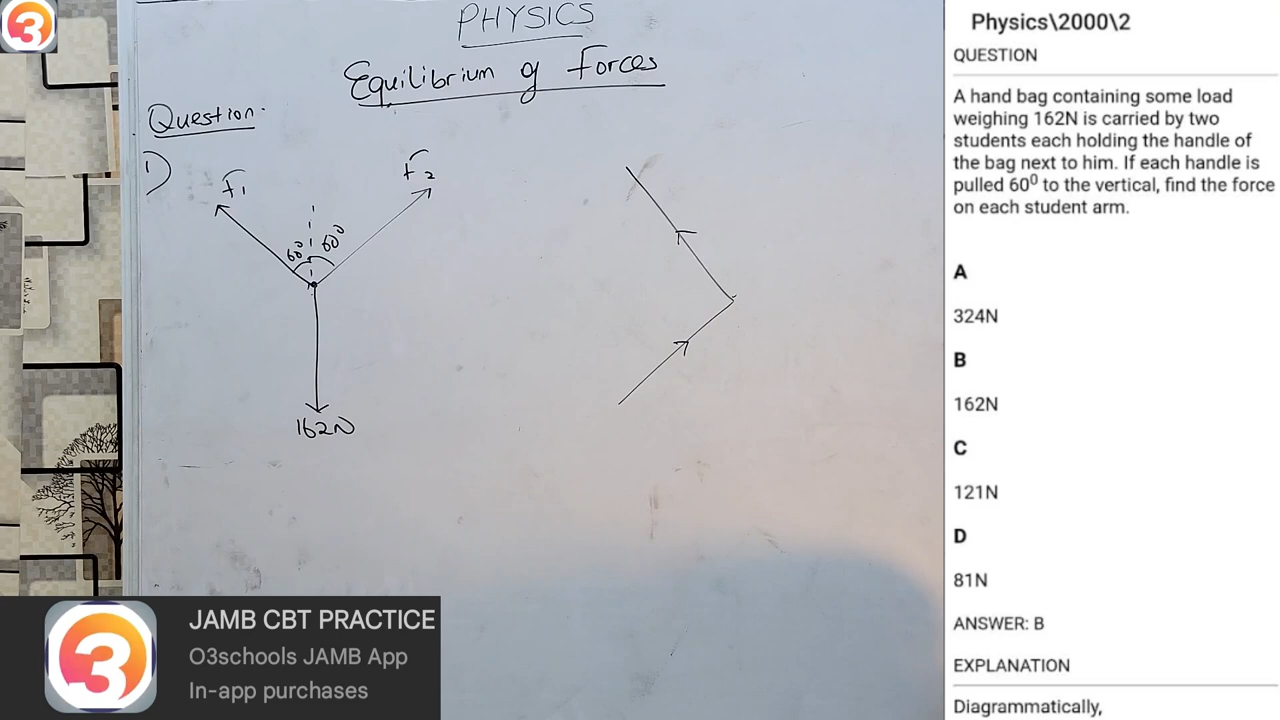 PHYSICS
Equilibrium of Forces
Question.
1)
F1
F2
60°
60°
162N
3
JAMB CBT PRACTICE
O3schools JAMB App
In-app purchases
3
Physics\2000\2
QUESTION
A hand bag containing some load
weighing 162N is carried by two
students each holding the handle of
the bag next to him. If each handle is
pulled 60⁰ to the vertical, find the force
on each student arm.
A
324N
B
162N
C
121N
D
81N
ANSWER: B
EXPLANATION
Diagrammatically,